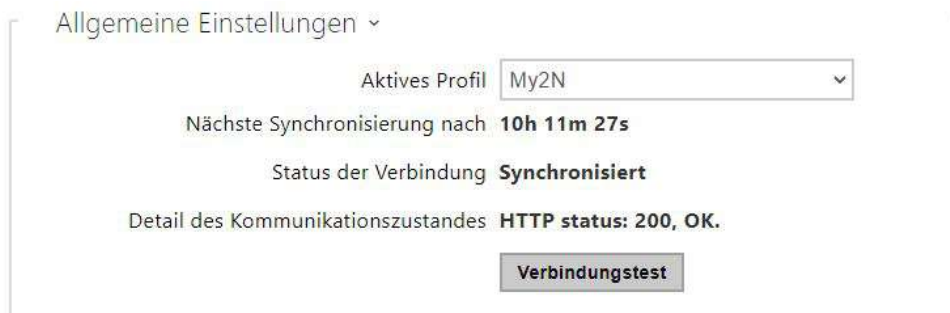 Allgemeine Einstellungen
Aktives Profil My2N
Nächste Synchronisierung nach 10h 11m 27s
Status der Verbindung Synchronisiert
Detail des Kommunikationszustandes HTTP status: 200, OK.
Verbindungstest